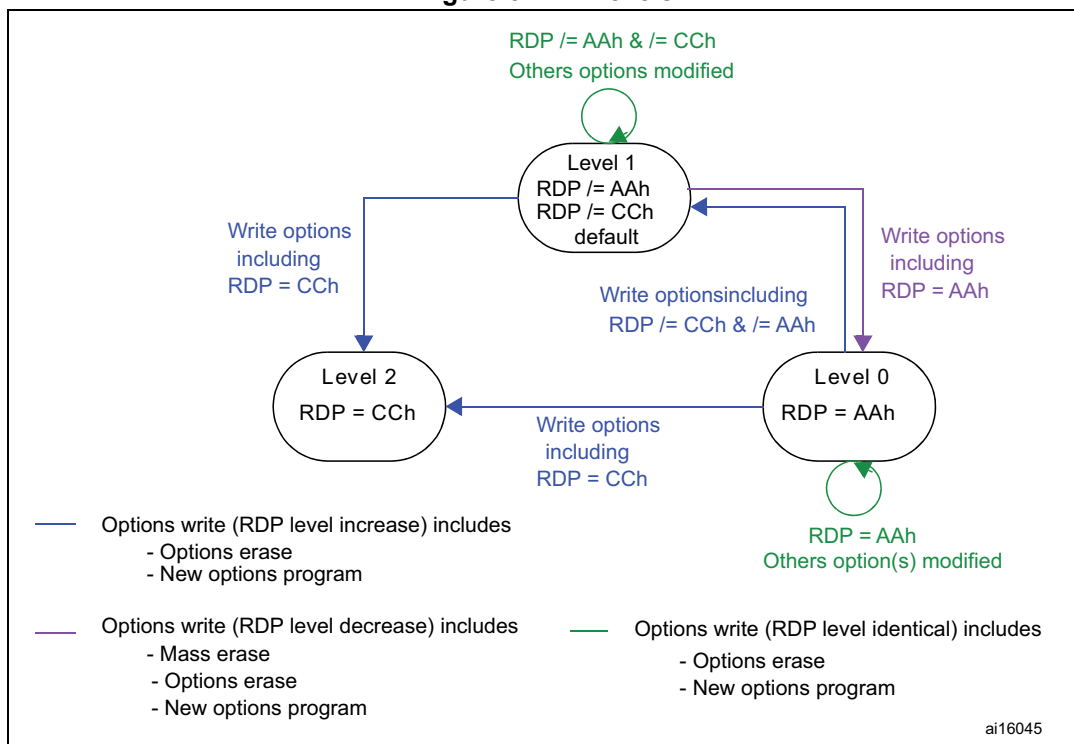 RDP /= AAh & /= CCh
Others options modified
Level 1
RDP /= AAh
RDP /= CCh
default
Write options
including
RDP = CCh
Write options
including
RDP = AAh
Write optionsincluding
RDP /= CCh & /= AAh
Level 2
RDP = CCh
Level 0
RDP = AAh
Write options
including
RDP = CCh
RDP = AAh
Others option(s) modified
Options write (RDP level increase) includes
- Options erase
- New options program
Options write (RDP level decrease) includes
- Mass erase
- Options erase
- New options program
Options write (RDP level identical) includes
- Options erase
- New options program
ai16045